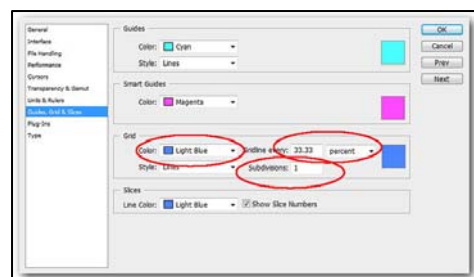 General
Interface
File Handling
Performance
Cursors
Transparency & Gamut
Units & Rulers
Guides, Grid & Slices
Plug-Ins
Type
Guides
Color: Cyan
Style: Lines
Smart Guides
Color: Magenta
Grid
Color: Light Blue Gridline every: 33.33 percent
Style: Lines Subdivisions: 1
Slices
Line Color: Light Blue Show Slice Numbers
OK
Cancel
Prev
Next